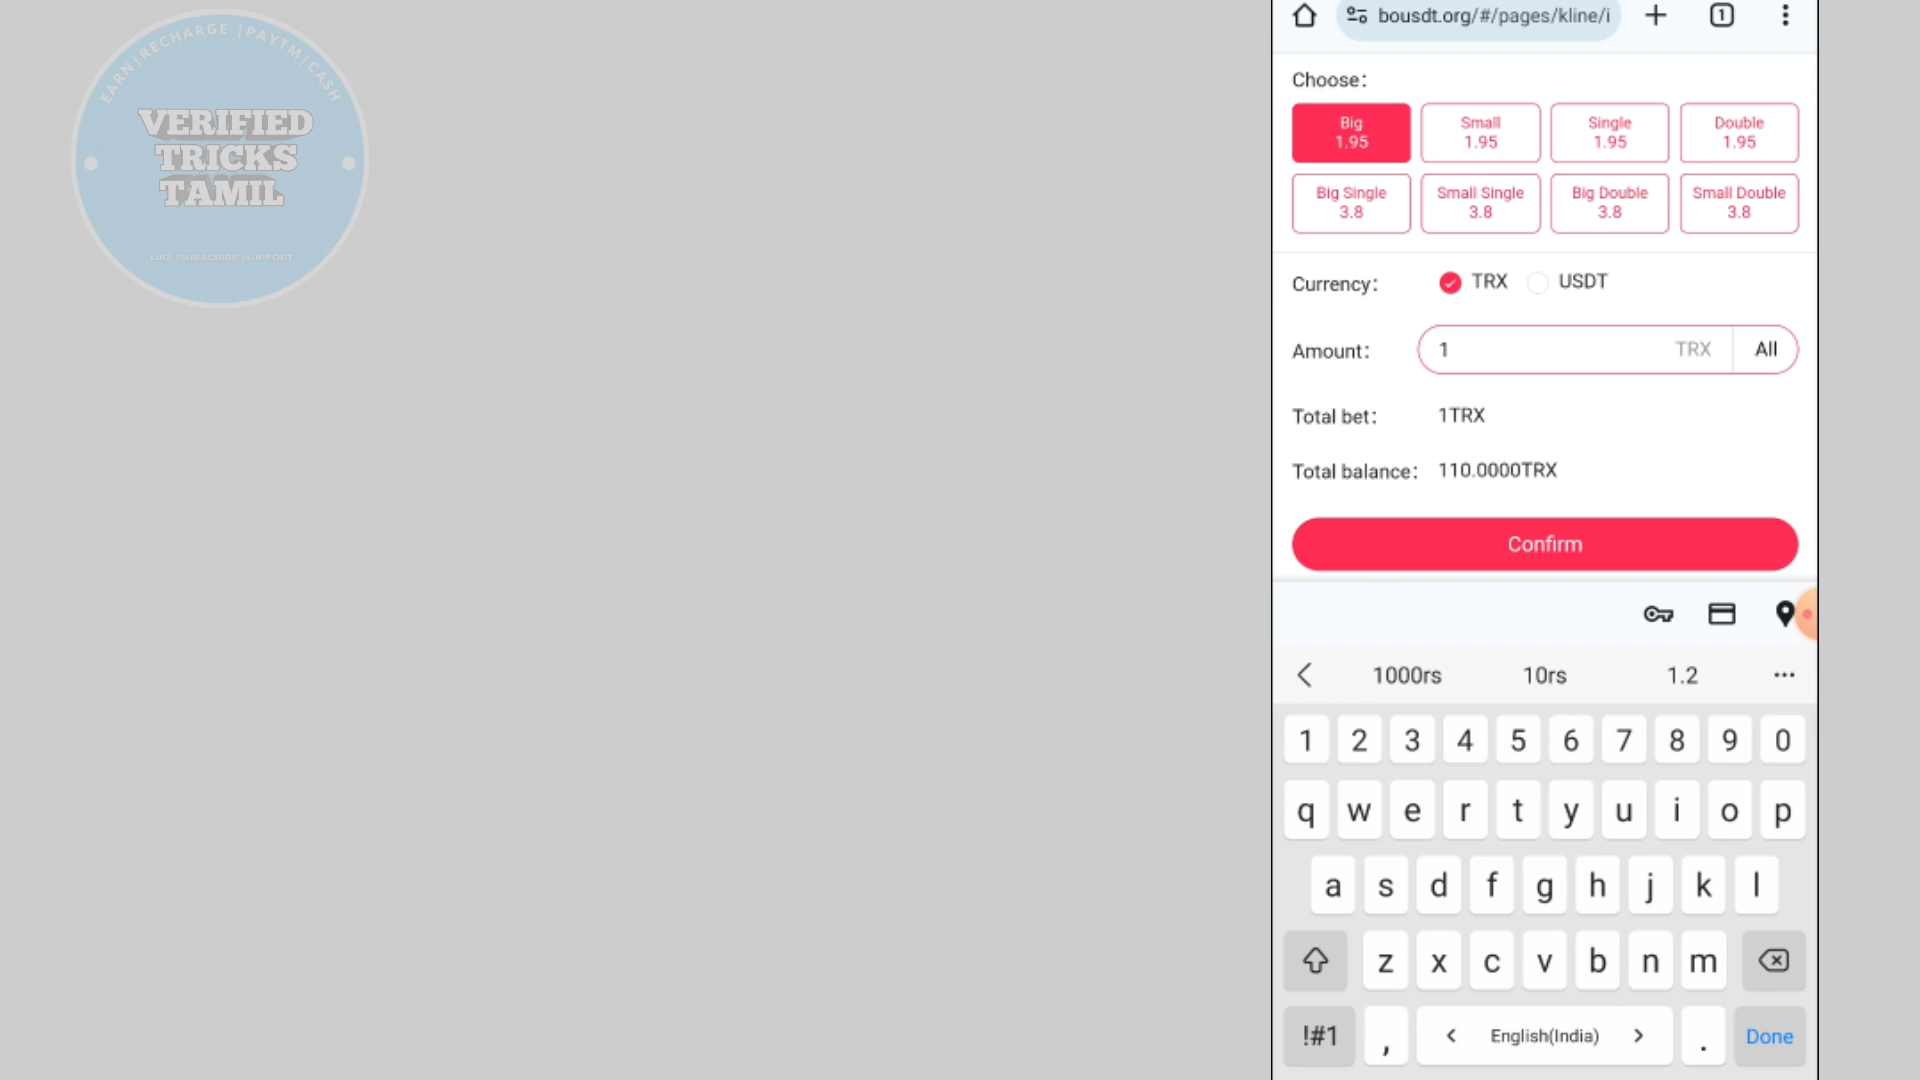 EARN|RECHARGE |PAYTM|CASH
VERIFIED
TRICKS
TAMIL
LIKE |SUBSCRIBE |SUPPORT
bousdt.org/#/pages/kline/i
1
Choose:
Big Small Single Double
1.95 1.95 1.95 1.95
Big Single Small Single Big Double Small Double
3.8 3.8 3.8 3.8
Currency: TRX USDT
Amount: 1 TRX All
Total bet: 1TRX
Total balance: 110.0000TRX
Confirm
1000rs 10rs 1.2 ...
1 2 3 4 5 6 7 8 9 0
q w e r t y u i o p
a s d f g h j k l
z x c v b n m
!#1 , < English(India) > . Done